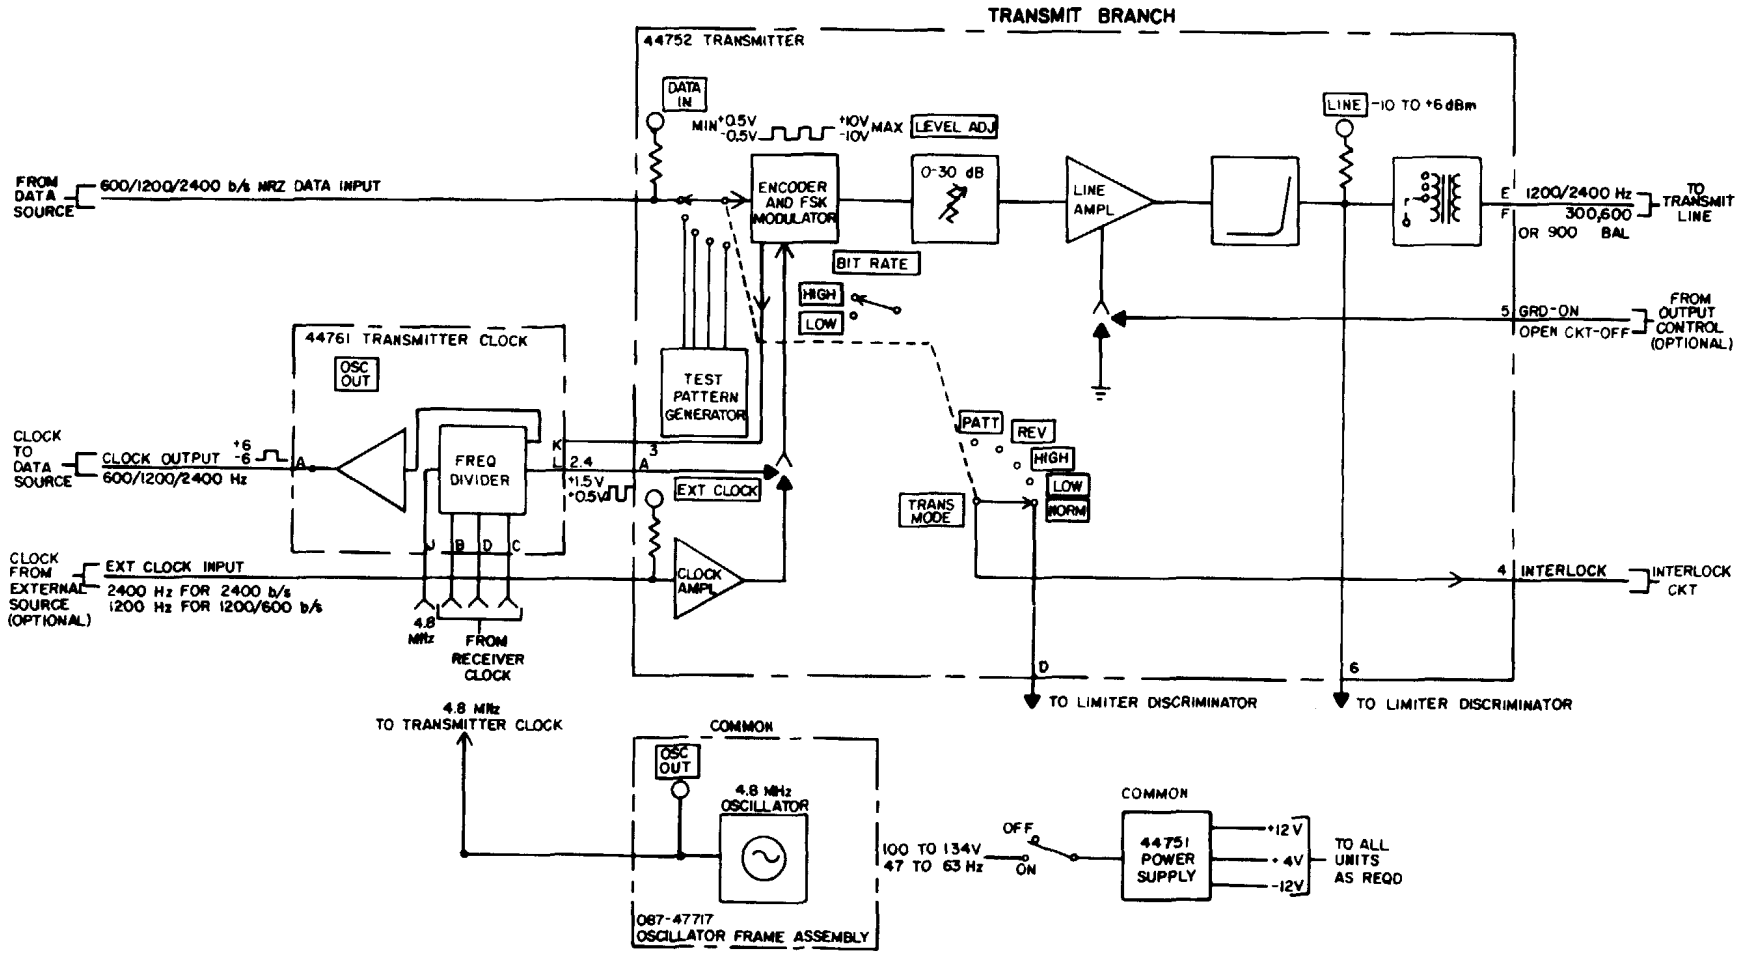 TRANSMIT BRANCH
44752 TRANSMITTER
DATA
IN
MIN +0.5V
-0.5V
+10V
-10V MAX
LEVEL ADJ
LINE -10 TO +6dBm
FROM
DATA
SOURCE
600/1200/2400 b/s NRZ DATA INPUT
ENCODER
AND FSK
MODULATOR
0-30 dB
LINE
AMPL
E 1200/2400 Hz
F 300,600
OR 900 BAL
TO
TRANSMIT
LINE
BIT RATE
HIGH
LOW
5 GRD-ON
OPEN CKT-OFF
FROM
OUTPUT
CONTROL
(OPTIONAL)
44761 TRANSMITTER CLOCK
OSC
OUT
TEST
PATTERN
GENERATOR
CLOCK
TO
DATA
SOURCE
CLOCK OUTPUT
600/1200/2400 Hz
+6
-6
A
FREQ
DIVIDER
K
L 2.4
3
A
+1.5V
+0.5V
EXT CLOCK
PATT
REV
HIGH
LOW
NORM
TRANS
MODE
J B D C
CLOCK
FROM
EXTERNAL
SOURCE
(OPTIONAL)
EXT CLOCK INPUT
2400 Hz FOR 2400 b/s
1200 Hz FOR 1200/600 b/s
CLOCK
AMPL
4 INTERLOCK
INTERLOCK
CKT
4.8
MHz
FROM
RECEIVER
CLOCK
D
6
TO LIMITER DISCRIMINATOR
TO LIMITER DISCRIMINATOR
4.8 MHz
TO TRANSMITTER CLOCK
COMMON
OSC
OUT
4.8 MHz
OSCILLATOR
087-47717
OSCILLATOR FRAME ASSEMBLY
100 TO 134V
47 TO 63 Hz
OFF
ON
COMMON
44751
POWER
SUPPLY
+12V
+4V
-12V
TO ALL
UNITS
AS REQD